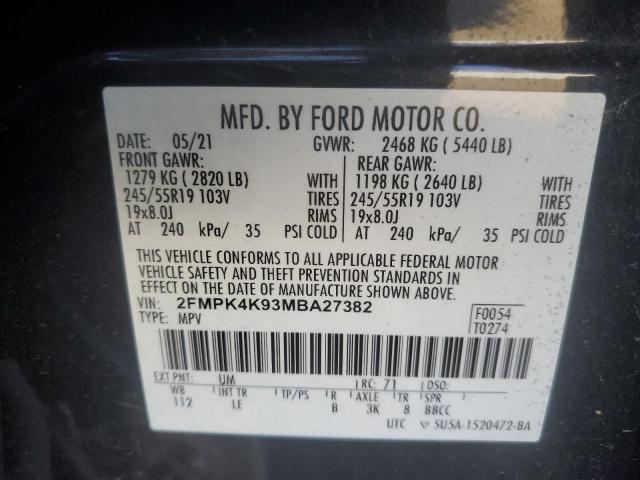 MFD. BY FORD MOTOR CO.
DATE: 05/21 GVWR: 2468 KG ( 5440 LB)
FRONT GAWR: REAR GAWR:
1279 KG ( 2820 LB) WITH 1198 KG ( 2640 LB) WITH
245/55R19 103V TIRES 245/55R19 103V TIRES
19x8.0J RIMS 19x8.0J RIMS
AT 240 kPa/ 35 PSI COLD AT 240 kPa/ 35 PSI COLD
THIS VEHICLE CONFORMS TO ALL APPLICABLE FEDERAL MOTOR
VEHICLE SAFETY AND THEFT PREVENTION STANDARDS IN
EFFECT ON THE DATE OF MANUFACTURE SHOWN ABOVE.
VIN: 2FMPK4K93MBA27382 F0054
TYPE: MPV T0274
EXT PNT: UM RC: 71 DSO:
WB INT TR TP/PS R AXLE TR SPR
112 LE B 3K 8 BBCC
UTC ▽ 5U5A-1520472-BA